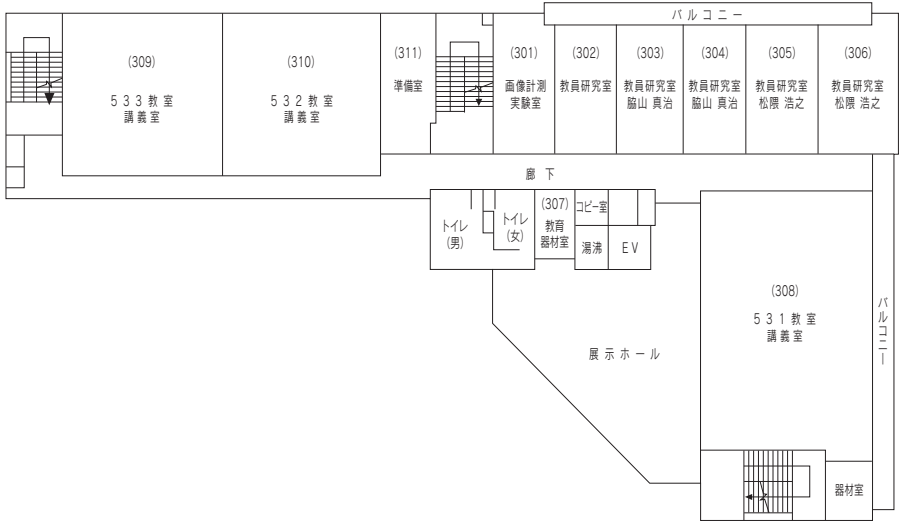 バルコニー
(309)
５３３教室
講義室
(310)
５３２教室
講義室
(311)
準備室
(301)
画像計測
実験室
(302)
教員研究室
(303)
教員研究室
脇山 真治
(304)
教員研究室
脇山 真治
(305)
教員研究室
松隈 浩之
(306)
教員研究室
松隈 浩之
廊下
トイレ
(男)
トイレ
(女)
(307)
教育
器材室
コピー室
湯沸
ＥＶ
(308)
５３１教室
講義室
バルコニー
展示ホール
器材室